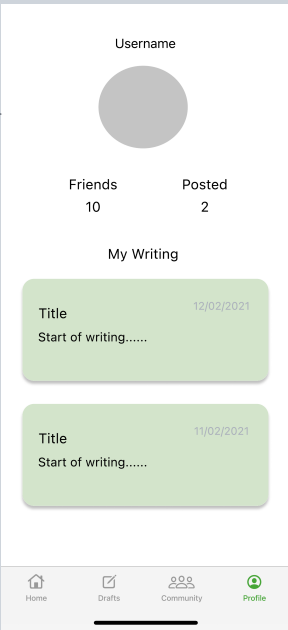 Username
Friends Posted
10 2
My Writing
12/02/2021
Title
Start of writing......
11/02/2021
Title
Start of writing......
Home Drafts Community Profile